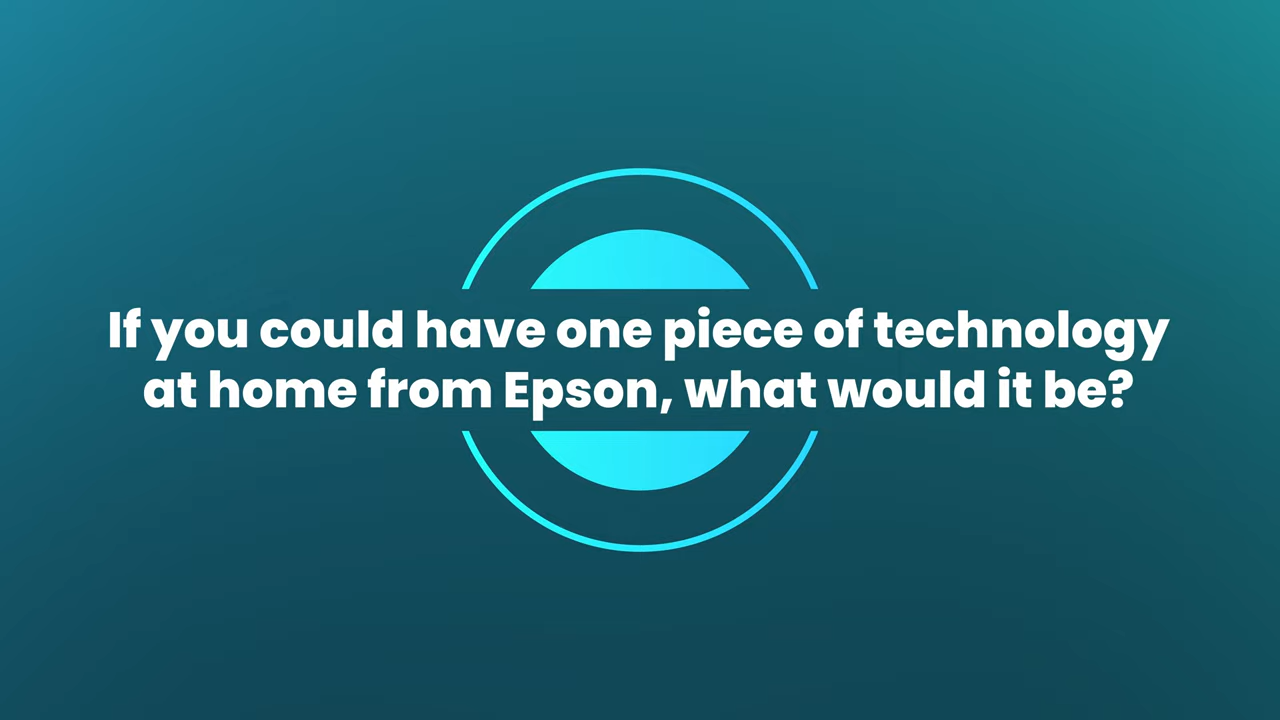 If you could have one piece of technology
at home from Epson, what would it be?